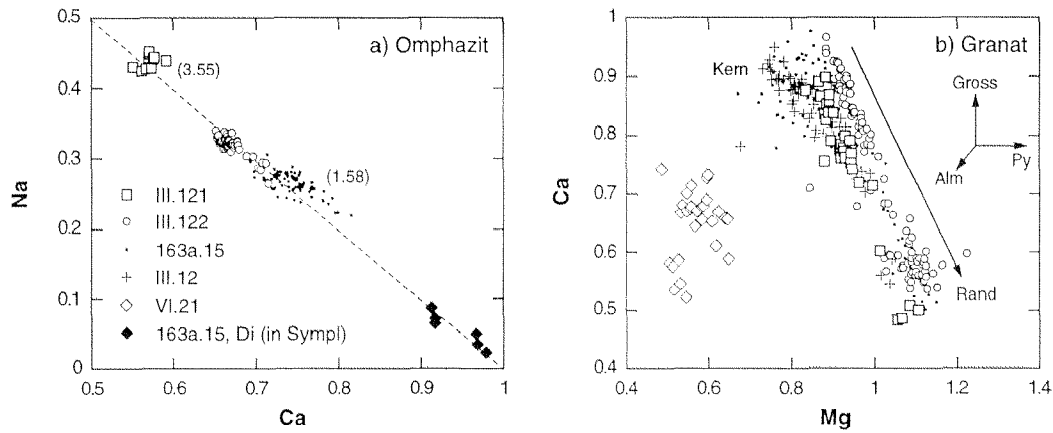 a) Omphazit
Na
0.5
0.4
0.3
0.2
0.1
0
(3.55)
(1.58)
III.121
III.122
163a.15
III.12
VI.21
163a.15, Di (in Sympl)
0.5 0.6 0.7 0.8 0.9 1
Ca
b) Granat
Ca
1
0.9
0.8
0.7
0.6
0.5
0.4
Kern
Gross
Py
Alm
Rand
0.4 0.6 0.8 1 1.2 1.4
Mg